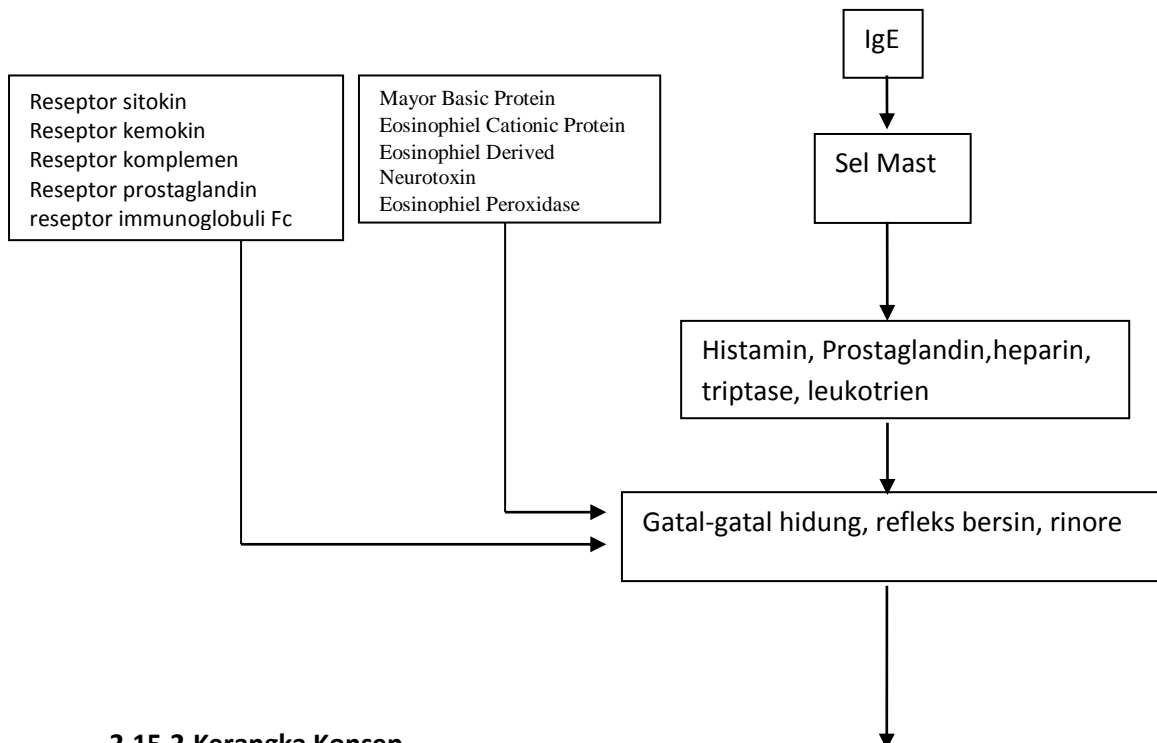 IgE
Reseptor sitokin
Reseptor kemokin
Reseptor komplemen
Reseptor prostaglandin
reseptor immunoglobuli Fc
Mayor Basic Protein
Eosinophiel Cationic Protein
Eosinophiel Derived
Neurotoxin
Eosinophiel Peroxidase
Sel Mast
Histamin, Prostaglandin,heparin,
triptase, leukotrien
Gatal-gatal hidung, refleks bersin, rinore
2.15.2 Kerangka Konsep